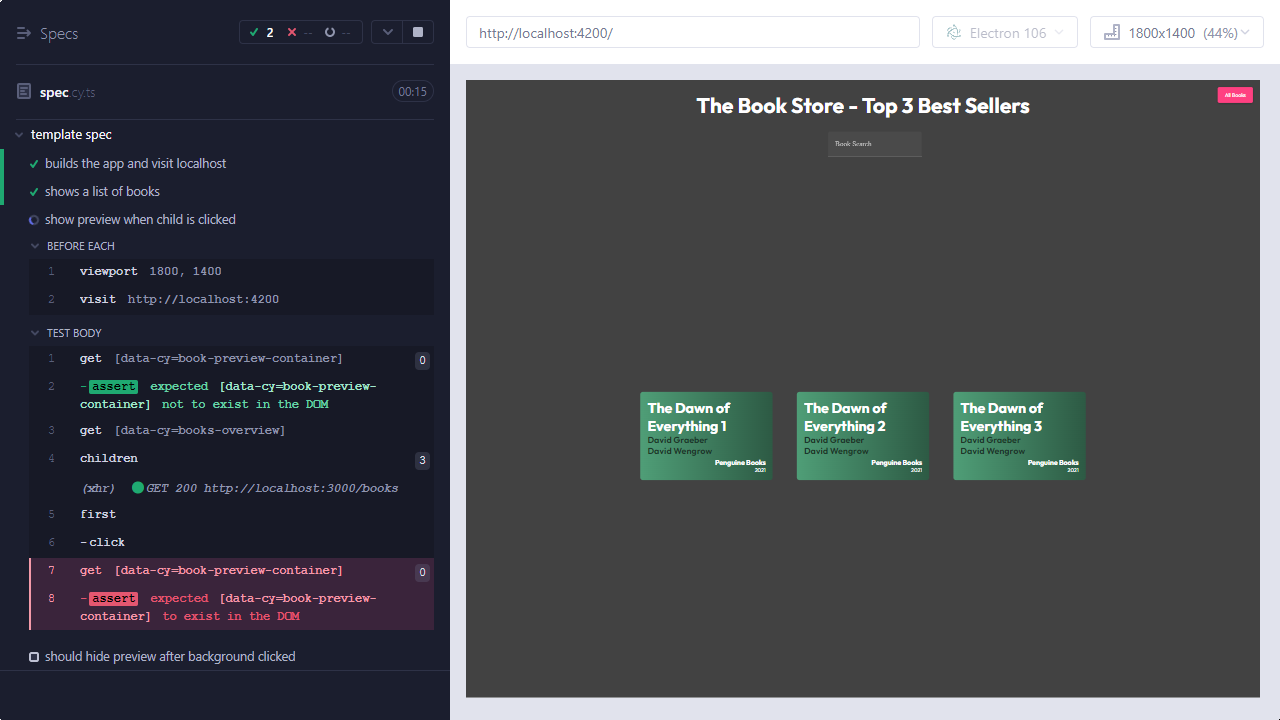 Specs
2 -- --
spec.cy.ts
00:15
template spec
builds the app and visit localhost
shows a list of books
show preview when child is clicked
BEFORE EACH
1 viewport 1800, 1400
2 visit http://localhost:4200
TEST BODY
1 get [data-cy=book-preview-container] 0
2 -assert expected [data-cy=book-preview-
container] not to exist in the DOM
3 get [data-cy=books-overview]
4 children 3
(xhr) GET 200 http://localhost:3000/books
5 first
6 -click
7 get [data-cy=book-preview-container] 0
8 -assert expected [data-cy=book-preview-
container] to exist in the DOM
should hide preview after background clicked
http://localhost:4200/
Electron 106
1800x1400 (44%)
The Book Store - Top 3 Best Sellers
All Books
Book Search
The Dawn of
Everything 1
David Graeber
David Wengrow
Penguine Books
2021
The Dawn of
Everything 2
David Graeber
David Wengrow
Penguine Books
2021
The Dawn of
Everything 3
David Graeber
David Wengrow
Penguine Books
2021